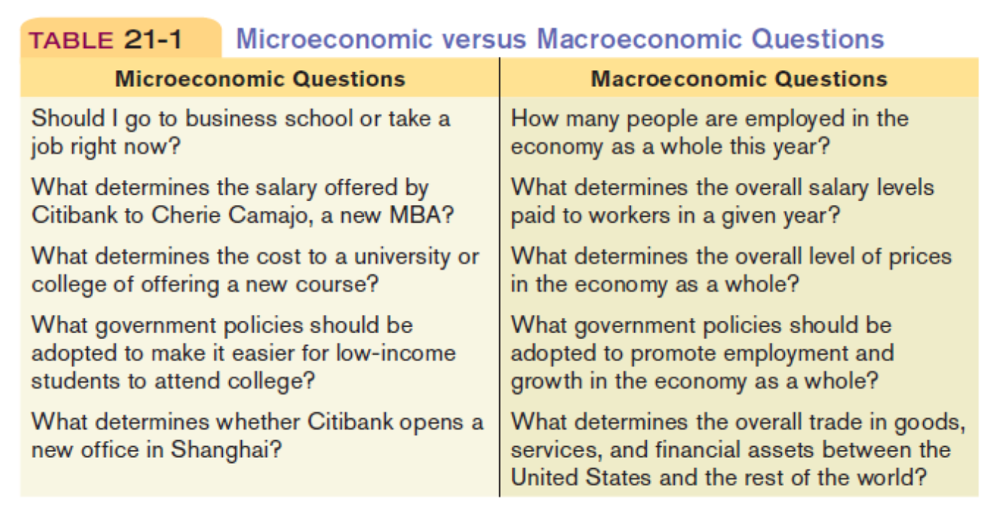 TABLE 21-1 Microeconomic versus Macroeconomic Questions
Microeconomic Questions
Should I go to business school or take a
job right now?
What determines the salary offered by
Citibank to Cherie Camajo, a new MBA?
What determines the cost to a university or
college of offering a new course?
What government policies should be
adopted to make it easier for low-income
students to attend college?
What determines whether Citibank opens a
new office in Shanghai?
Macroeconomic Questions
How many people are employed in the
economy as a whole this year?
What determines the overall salary levels
paid to workers in a given year?
What determines the overall level of prices
in the economy as a whole?
What government policies should be
adopted to promote employment and
growth in the economy as a whole?
What determines the overall trade in goods,
services, and financial assets between the
United States and the rest of the world?